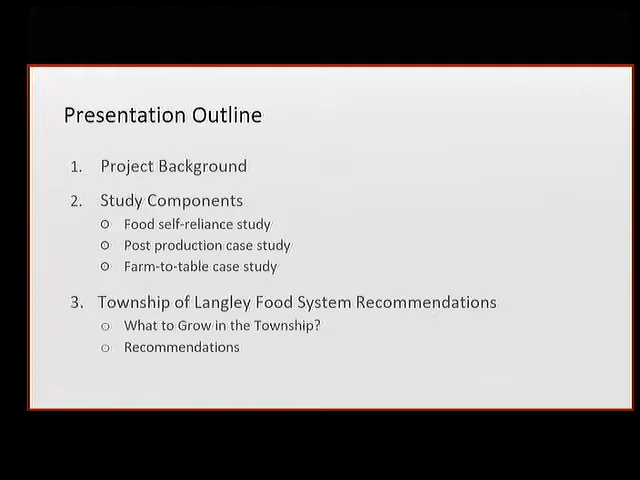 Presentation Outline
1. Project Background
2. Study Components
o Food self-reliance study
o Post production case study
o Farm-to-table case study
3. Township of Langley Food System Recommendations
o What to Grow in the Township?
o Recommendations